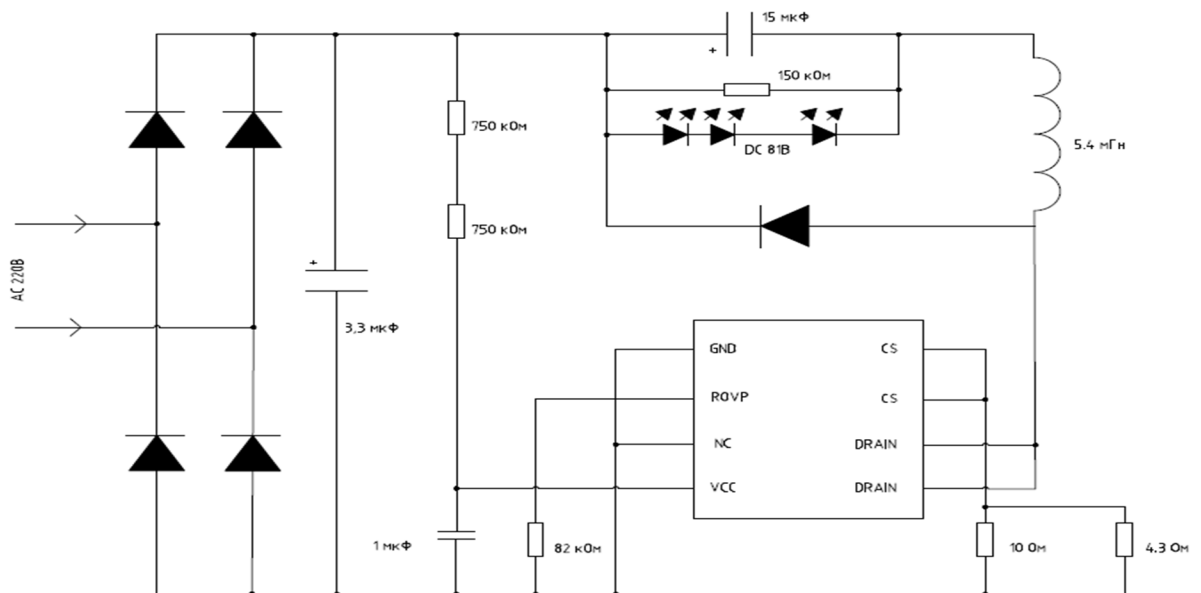 15 мкФ
+
150 кОм
750 кОм
DC 81В
5.4 мГн
750 кОм
AC 220В
+
3,3 мкФ
GND
CS
ROVP
CS
NC
DRAIN
VCC
DRAIN
1 мкФ
82 кОм
10 Ом
4.3 Ом